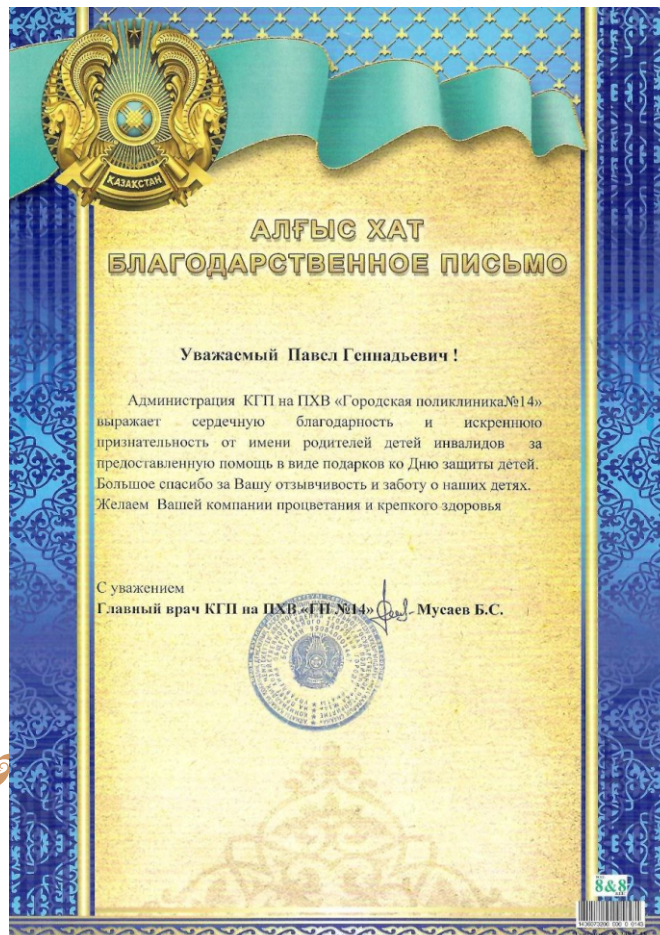 ҚАЗАҚСТАН
АЛҒЫС ХАТ
БЛАГОДАРСТВЕННОЕ ПИСЬМО
Уважаемый Павел Геннадьевич !
Администрация КГП на ПХВ «Городская поликлиника№14»
выражает сердечную благодарность и искреннюю
признательность от имени родителей детей инвалидов за
предоставленную помощь в виде подарков ко Дню защиты детей.
Большое спасибо за Вашу отзывчивость и заботу о наших детях.
Желаем Вашей компании процветания и крепкого здоровья
С уважением
Главный врач КГП на ПХВ «ГП №14» Мусаев Б.С.
8&8